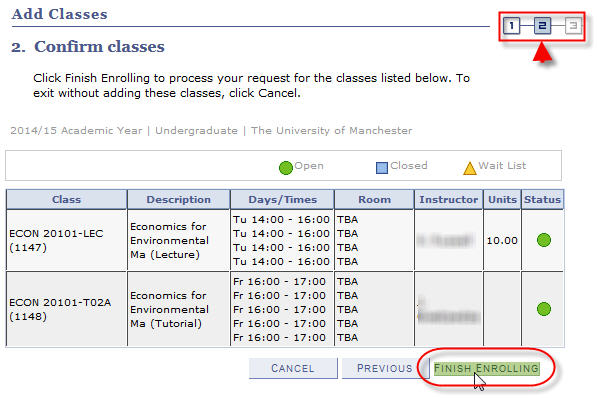 Add Classes
1 2 3
2. Confirm classes
Click Finish Enrolling to process your request for the classes listed below. To
exit without adding these classes, click Cancel.
2014/15 Academic Year | Undergraduate | The University of Manchester
Open Closed Wait List
Class Description Days/Times Room Instructor Units Status
ECON 20101-LEC
(1147)
Economics for
Environmental
Ma (Lecture)
Tu 14:00 - 16:00
Tu 14:00 - 16:00
Tu 14:00 - 16:00
Tu 14:00 - 16:00
TBA
TBA
TBA
TBA
10.00
ECON 20101-T02A
(1148)
Economics for
Environmental
Ma (Tutorial)
Fr 16:00 - 17:00
Fr 16:00 - 17:00
Fr 16:00 - 17:00
Fr 16:00 - 17:00
Fr 16:00 - 17:00
TBA
TBA
TBA
TBA
TBA
CANCEL PREVIOUS FINISH ENROLLING